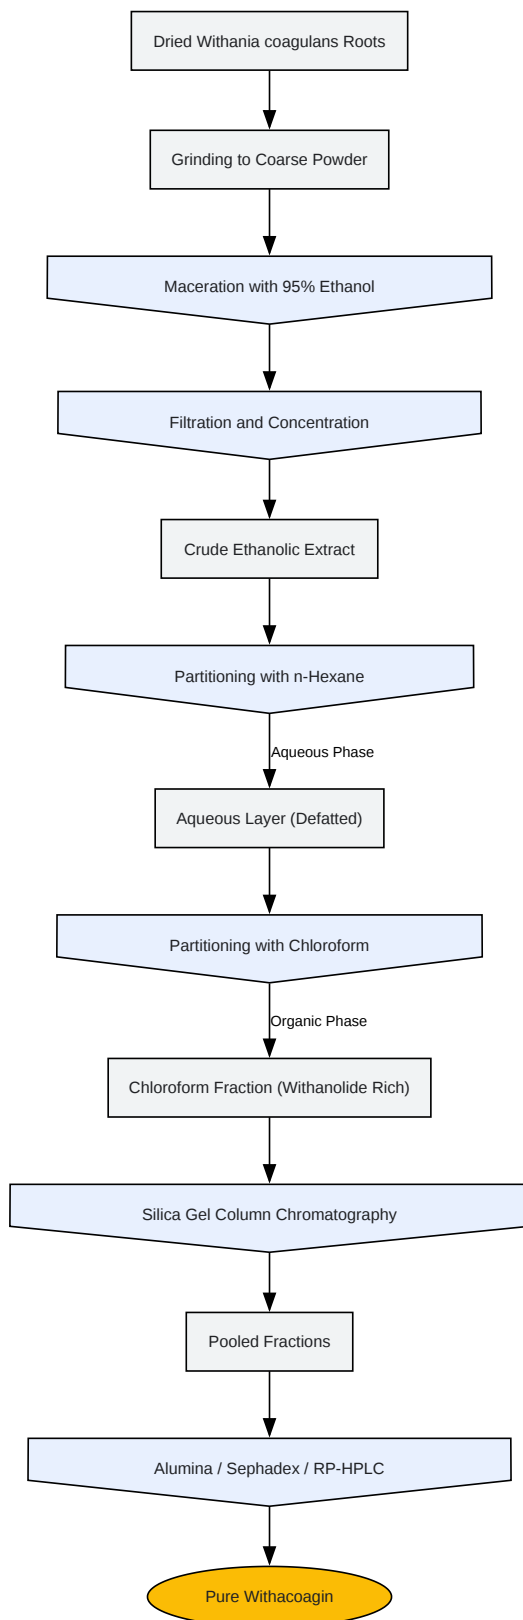 Dried Withania coagulans Roots
Grinding to Coarse Powder
Maceration with 95% Ethanol
Filtration and Concentration
Crude Ethanolic Extract
Partitioning with n-Hexane
Aqueous Phase
Aqueous Layer (Defatted)
Partitioning with Chloroform
Organic Phase
Chloroform Fraction (Withanolide Rich)
Silica Gel Column Chromatography
Pooled Fractions
Alumina / Sephadex / RP-HPLC
Pure Withacoagin